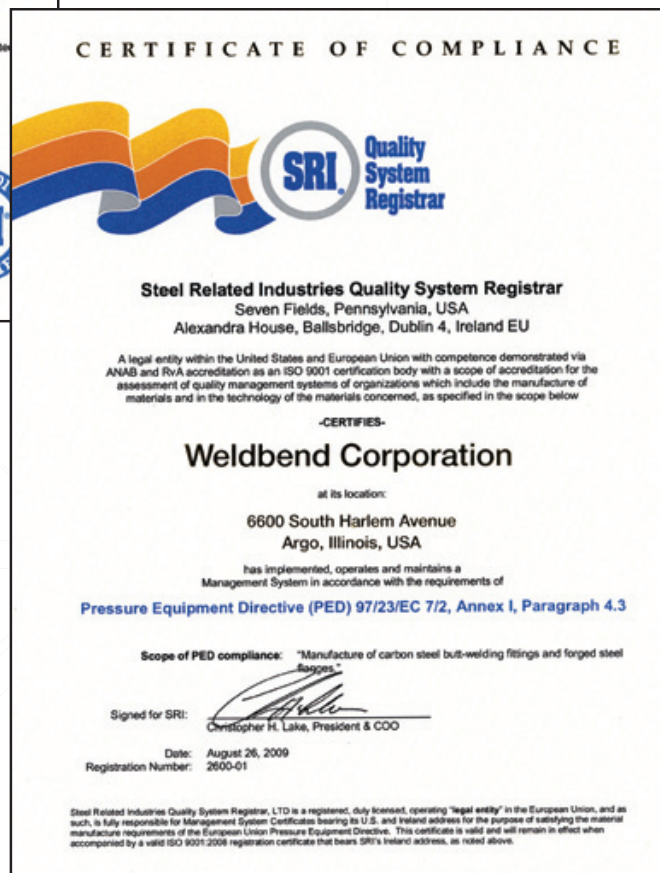 CERTIFICATE OF COMPLIANCE
SRI
Quality
System
Registrar
Steel Related Industries Quality System Registrar
Seven Fields, Pennsylvania, USA
Alexandra House, Ballsbridge, Dublin 4, Ireland EU
A legal entity within the United States and European Union with competence demonstrated via
ANAB and RvA accreditation as an ISO 9001 certification body with a scope of accreditation for the
assessment of quality management systems of organizations which include the manufacture of
materials and in the technology of the materials concerned, as specified in the scope below
-CERTIFIES-
Weldbend Corporation
at its location:
6600 South Harlem Avenue
Argo, Illinois, USA
has implemented, operates and maintains a
Management System in accordance with the requirements of
Pressure Equipment Directive (PED) 97/23/EC 7/2, Annex I, Paragraph 4.3
Scope of PED compliance: "Manufacture of carbon steel butt-welding fittings and forged steel
flanges."
Signed for SRI:
Christopher H. Lake, President & COO
Date: August 26, 2009
Registration Number: 2600-01
Steel Related Industries Quality System Registrar, LTD is a registered, duly licensed, operating "legal entity" in the European Union, and as
such, is fully responsible for Management System Certificates bearing its U.S. and Ireland address for the purpose of satisfying the material
manufacture requirements of the European Union Pressure Equipment Directive. This certificate is valid and will remain in effect when
accompanied by a valid ISO 9001:2008 registration certificate that bears SRI's Ireland address, as noted above.